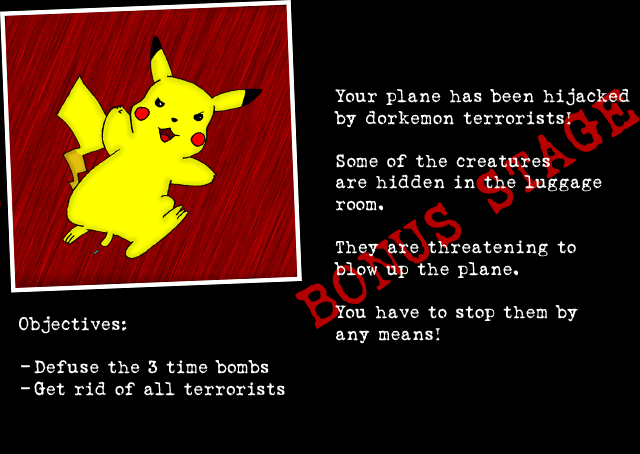 Your plane has been hijacked
by dorkemon terrorists!
Some of the creatures
are hidden in the luggage
room.
They are threatening to
blow up the plane.
You have to stop them by
any means!
BONUS STAGE
Objectives:
-Defuse the 3 time bombs
-Get rid of all terrorists